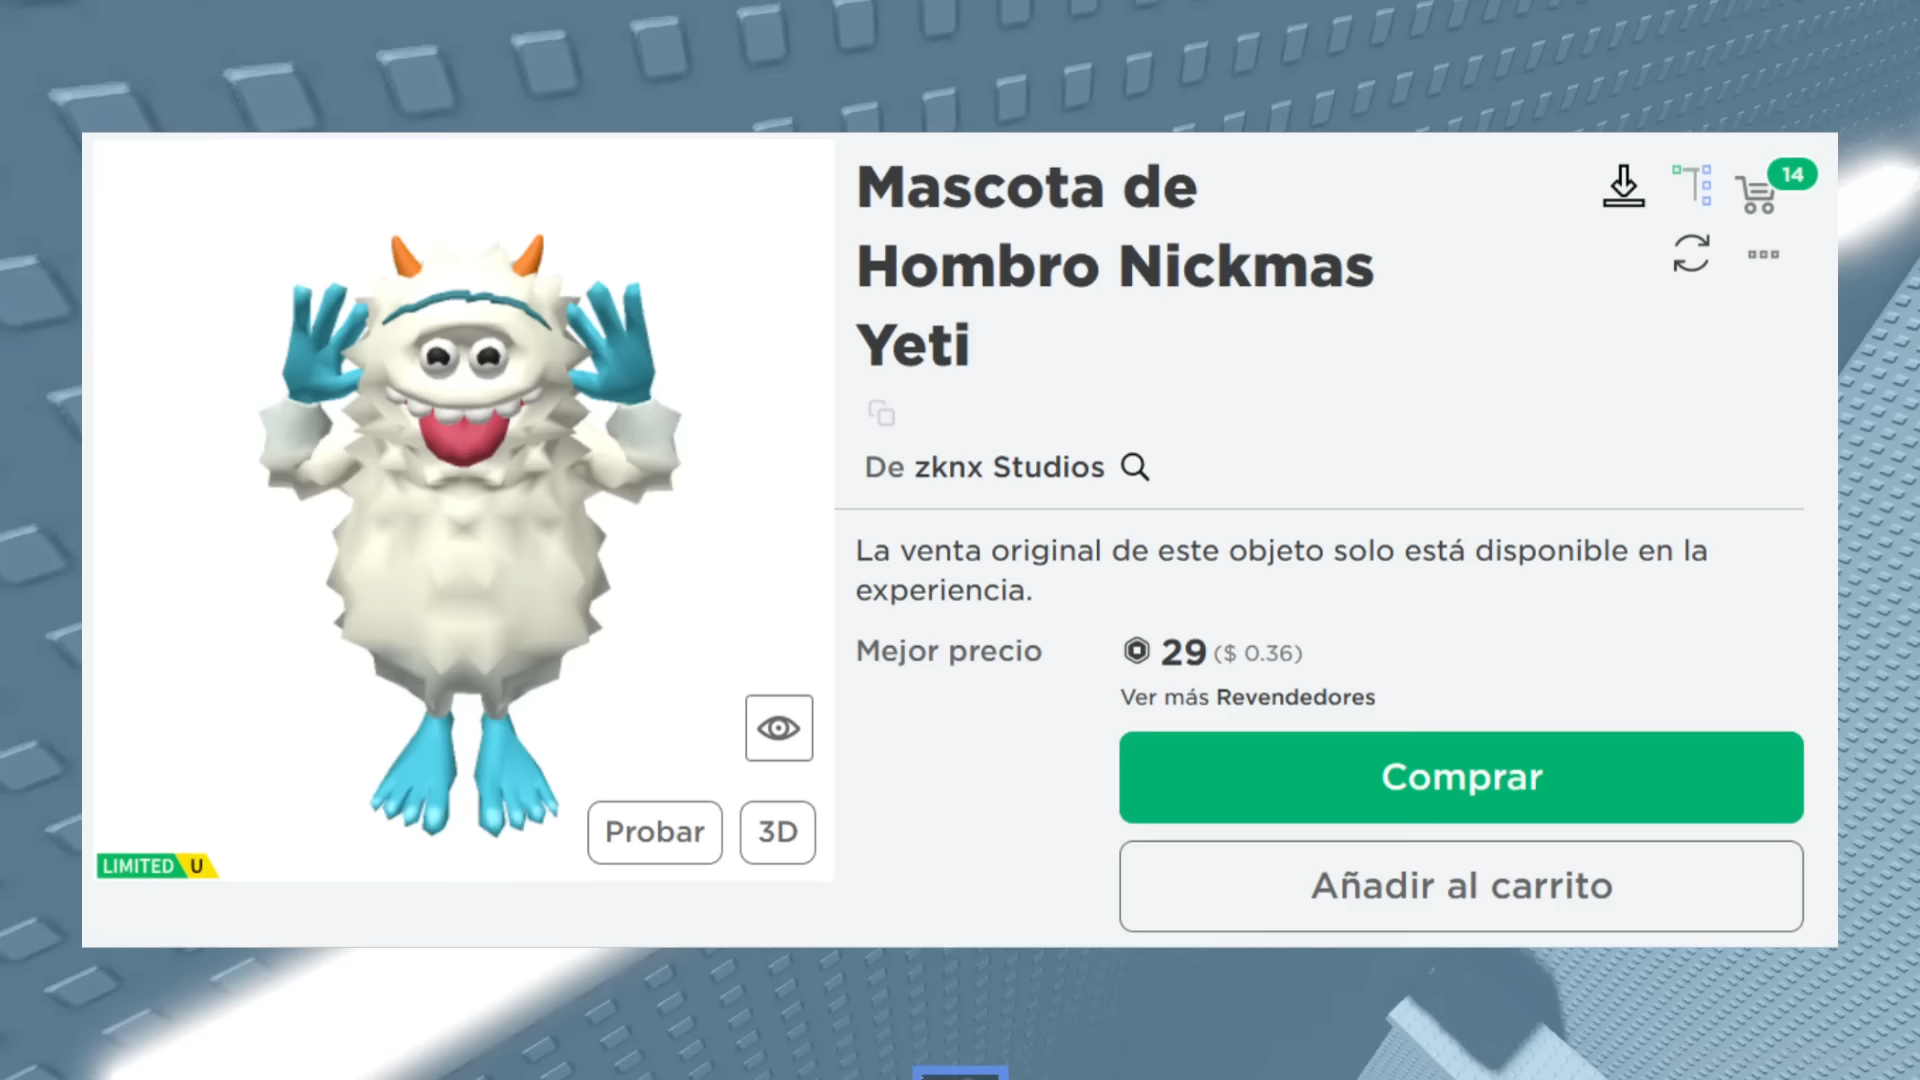 Mascota de
Hombro Nickmas
Yeti
14
De zknx Studios
La venta original de este objeto solo está disponible en la
experiencia.
Mejor precio
29 ($ 0.36)
Ver más Revendedores
Comprar
Añadir al carrito
Probar
3D
LIMITED U